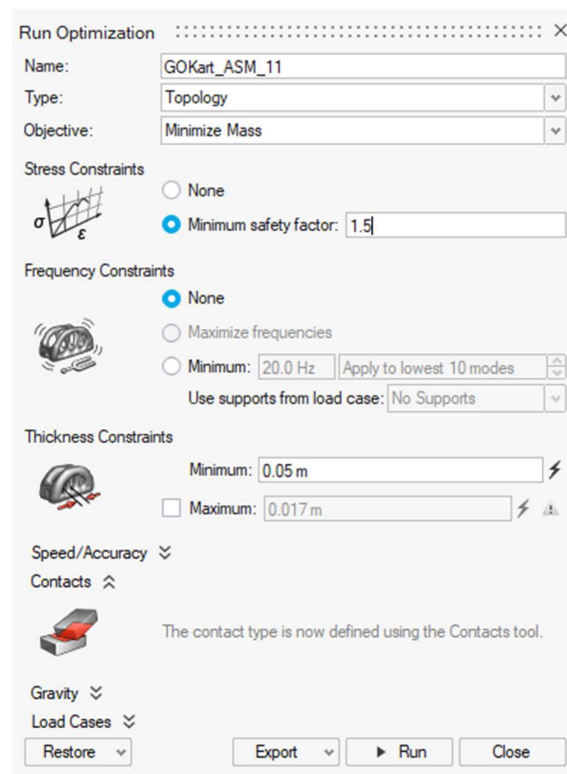 Run Optimization
Name: GOKart_ASM_11
Type: Topology
Objective: Minimize Mass
Stress Constraints
None
Minimum safety factor: 1.5
σ
ε
Frequency Constraints
None
Maximize frequencies
Minimum: 20.0 Hz Apply to lowest 10 modes
Use supports from load case: No Supports
Thickness Constraints
Minimum: 0.05 m
Maximum: 0.017 m
Speed/Accuracy
Contacts
The contact type is now defined using the Contacts tool.
Gravity
Load Cases
Restore Export Run Close